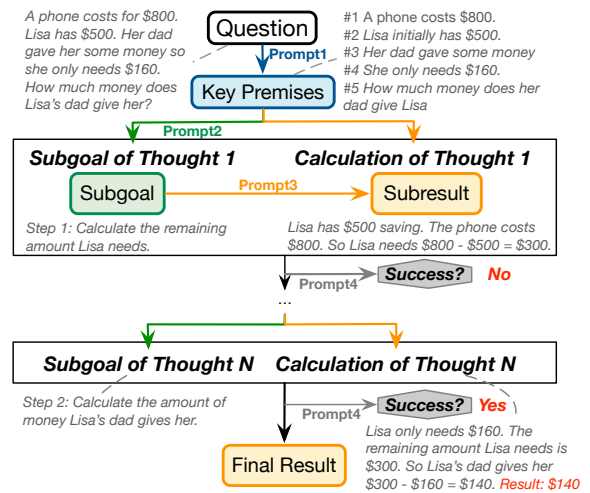 A phone costs for $800.
Lisa has $500. Her dad
gave her some money so
she only needs $160.
How much money does
Lisa's dad give her?
Question
Prompt1
Key Premises
#1 A phone costs $800.
#2 Lisa initially has $500.
#3 Her dad gave some money
#4 She only needs $160.
#5 How much money does her
dad give Lisa
Prompt2
Subgoal of Thought 1
Calculation of Thought 1
Subgoal
Prompt3
Subresult
Step 1: Calculate the remaining
amount Lisa needs.
Lisa has $500 saving. The phone costs
$800. So Lisa needs $800 - $500 = $300.
Prompt4
Success?
No
...
Subgoal of Thought N
Calculation of Thought N
Step 2: Calculate the amount of
money Lisa's dad gives her.
Prompt4
Success?
Yes
Final Result
Lisa only needs $160. The
remaining amount Lisa needs is
$300. So Lisa's dad gives her
$300 - $160 = $140. Result: $140